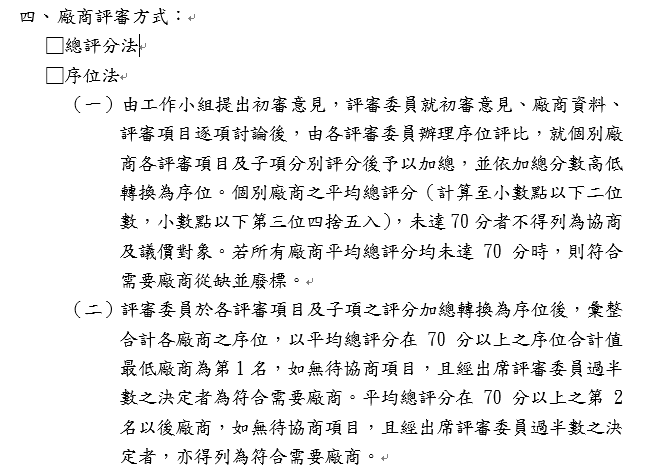 四、廠商評審方式：
□總評分法
□序位法
（一）由工作小組提出初審意見，評審委員就初審意見、廠商資料、
評審項目逐項討論後，由各評審委員辦理序位評比，就個別廠
商各評審項目及子項分別評分後予以加總，並依加總分數高低
轉換為序位。個別廠商之平均總評分（計算至小數點以下二位
數，小數點以下第三位四捨五入），未達70分者不得列為協商
及議價對象。若所有廠商平均總評分均未達 70 分時，則符合
需要廠商從缺並廢標。
（二）評審委員於各評審項目及子項之評分加總轉換為序位後，彙整
合計各廠商之序位，以平均總評分在 70 分以上之序位合計值
最低廠商為第1名，如無待協商項目，且經出席評審委員過半
數之決定者為符合需要廠商。平均總評分在 70 分以上之第 2
名以後廠商，如無待協商項目，且經出席評審委員過半數之決
定者，亦得列為符合需要廠商。